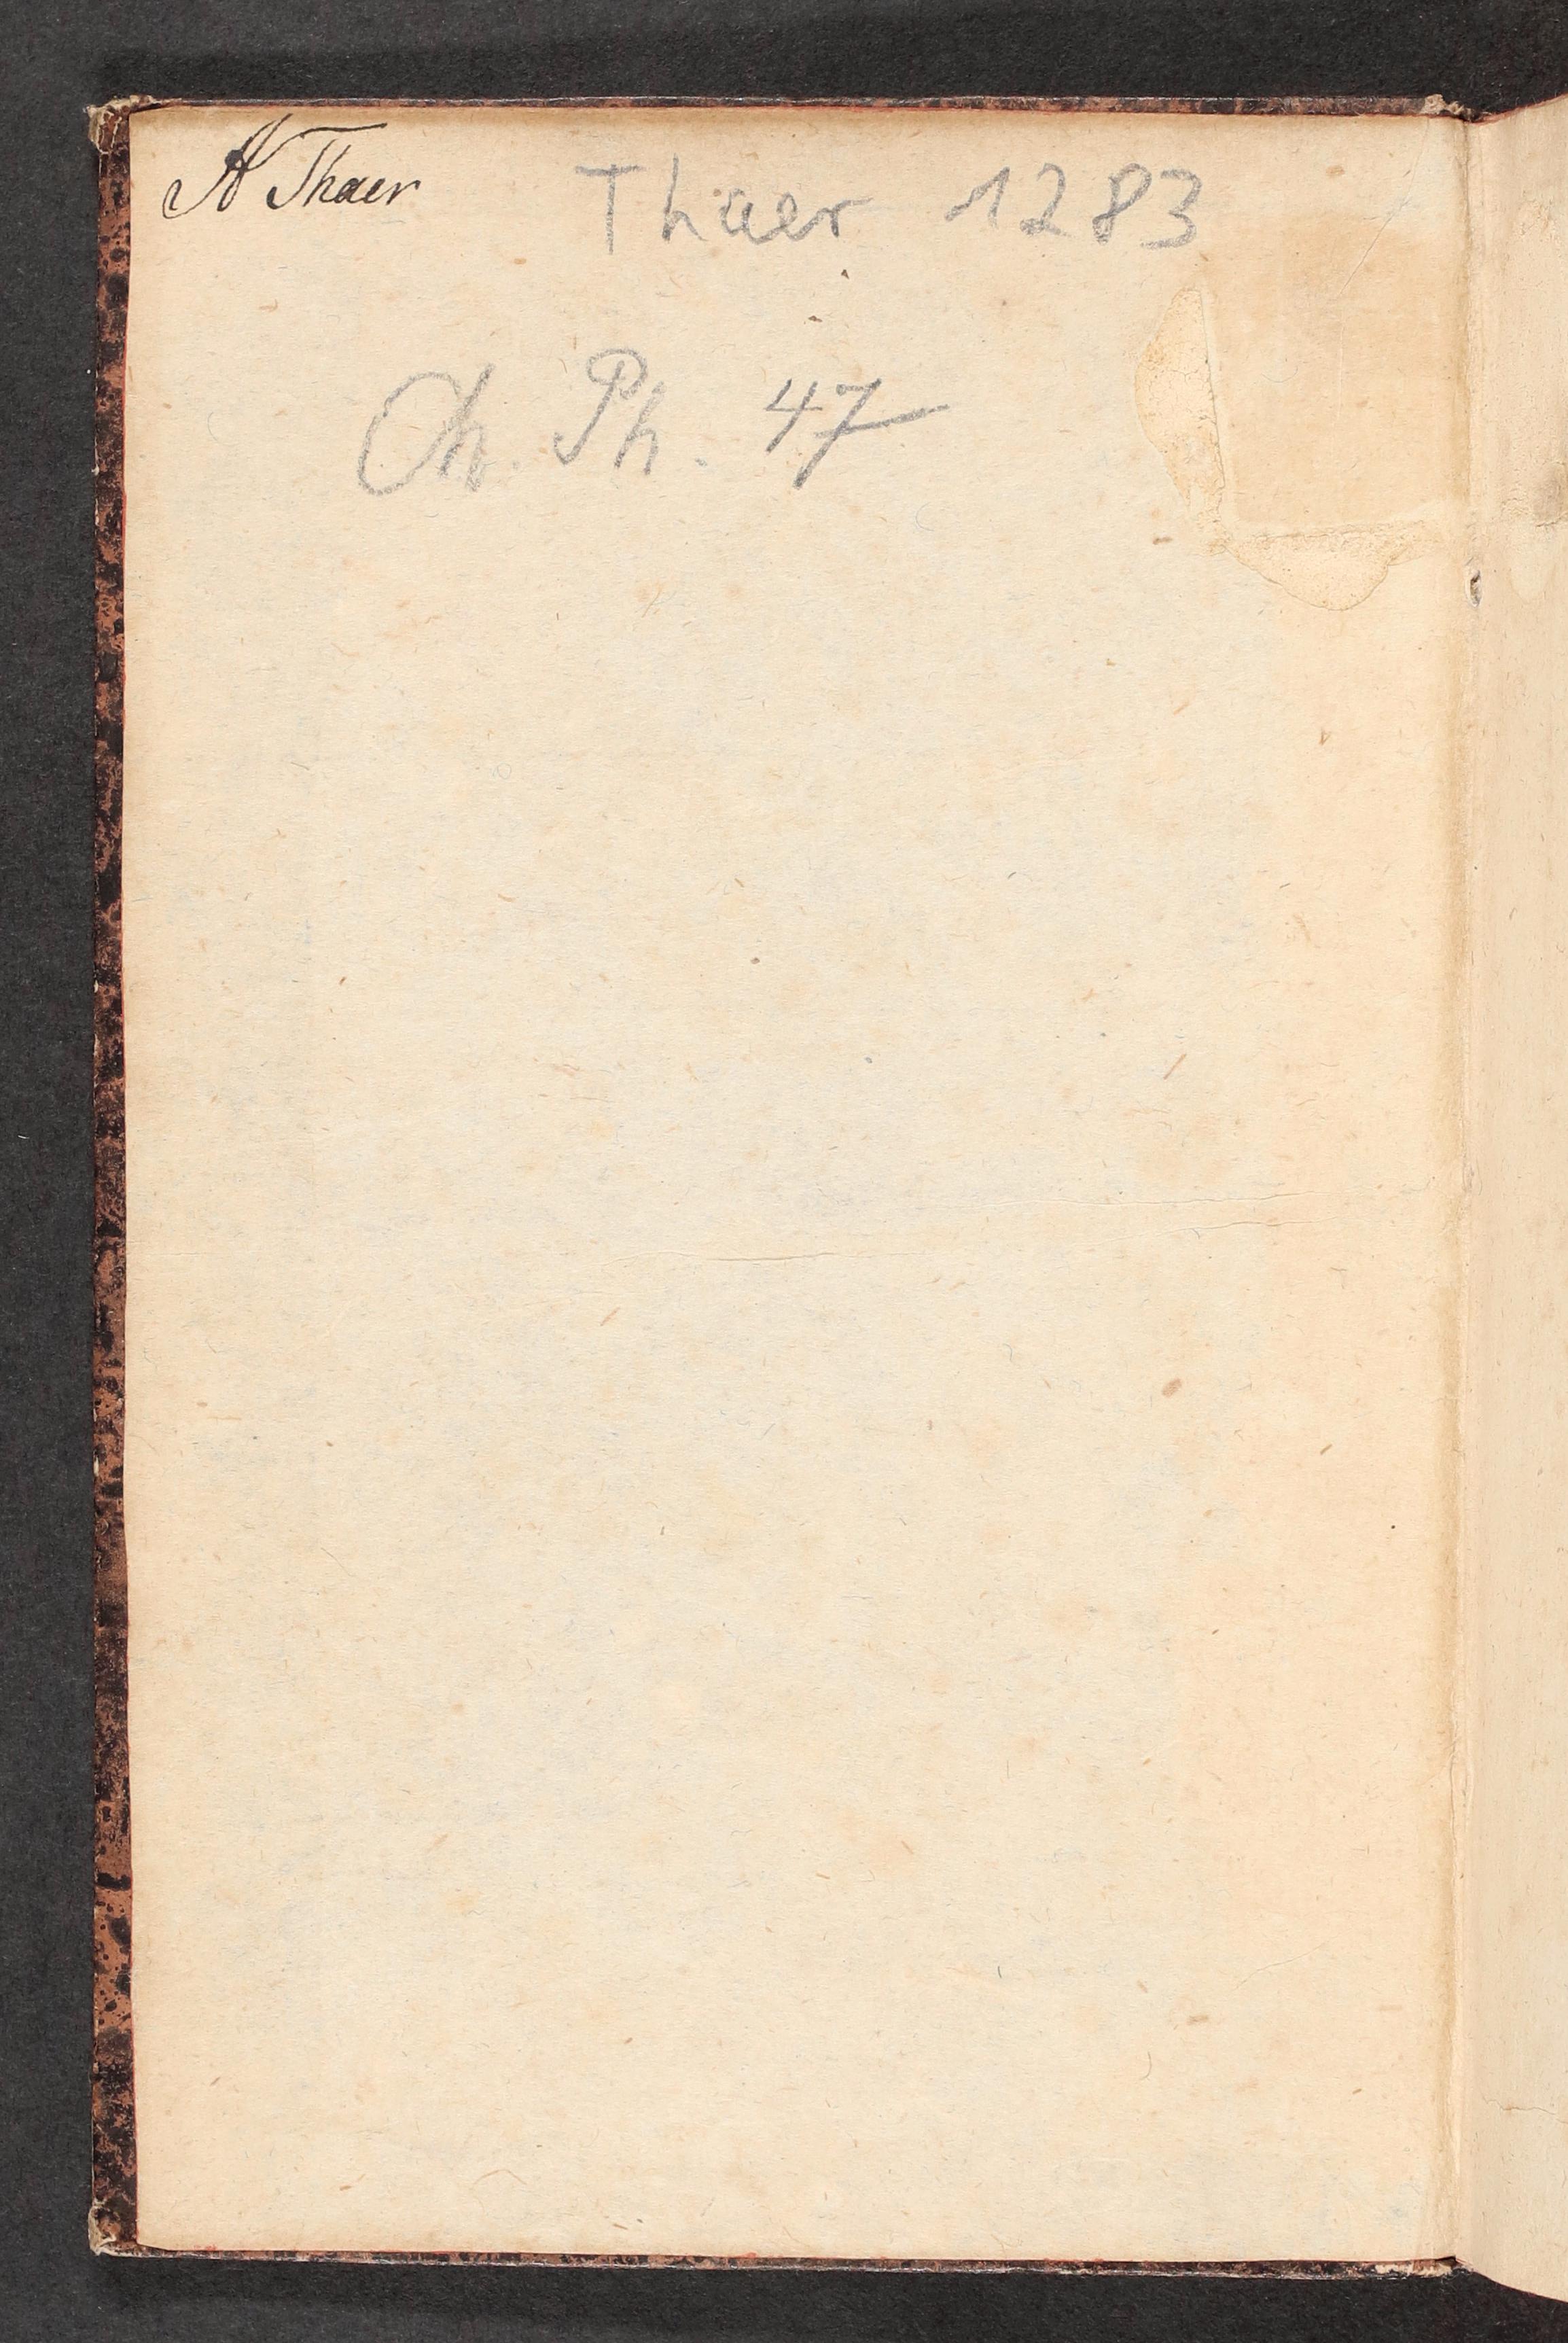 A Thaer
Thaer 1283
Ch. Ph. 47